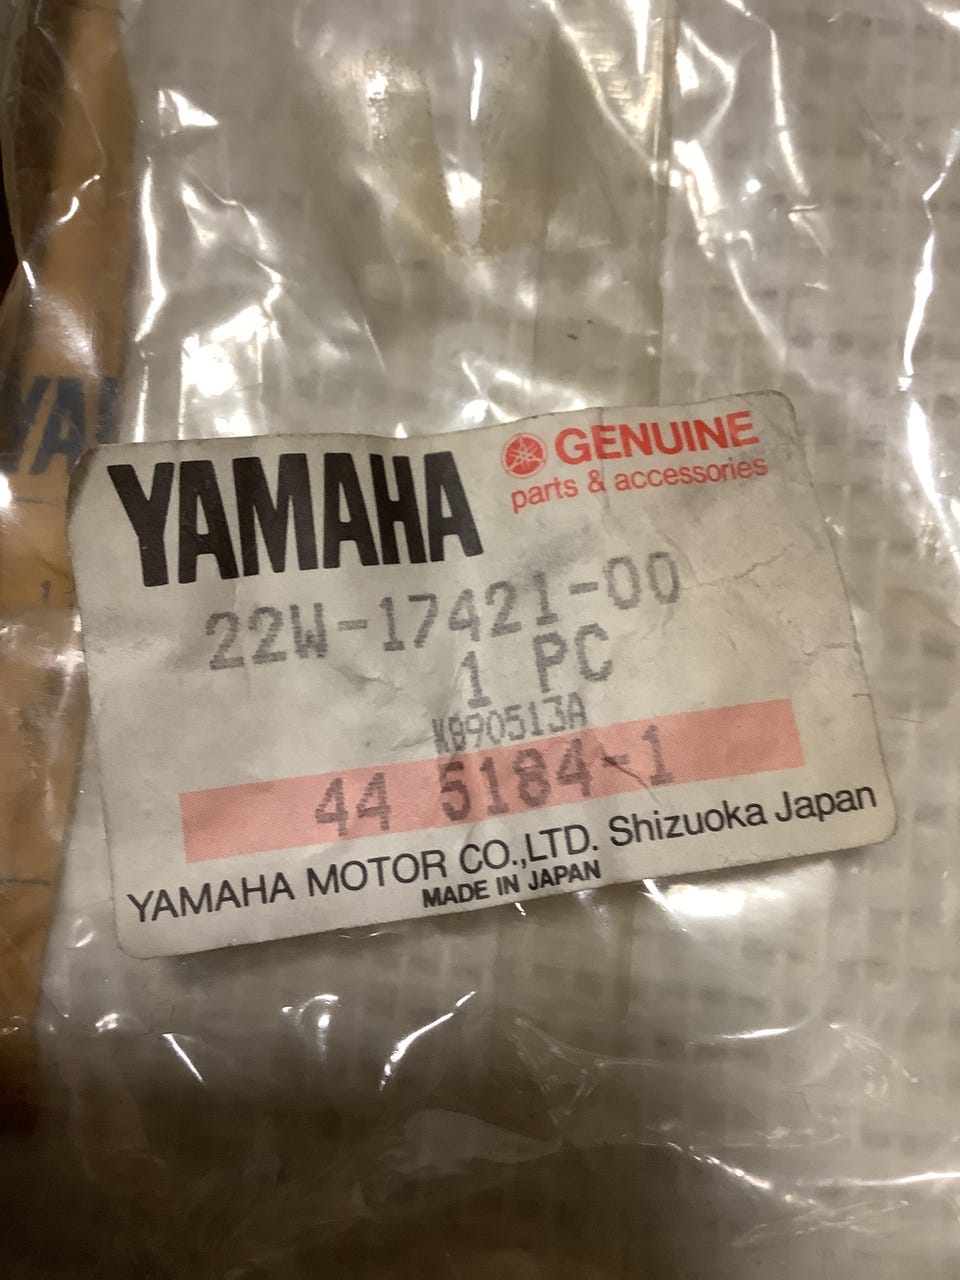 YAMAHA
GENUINE
parts & accessories
22W-17421-00
1 PC
K890513A
44 5184-1
YAMAHA MOTOR CO.,LTD. Shizuoka Japan
MADE IN JAPAN